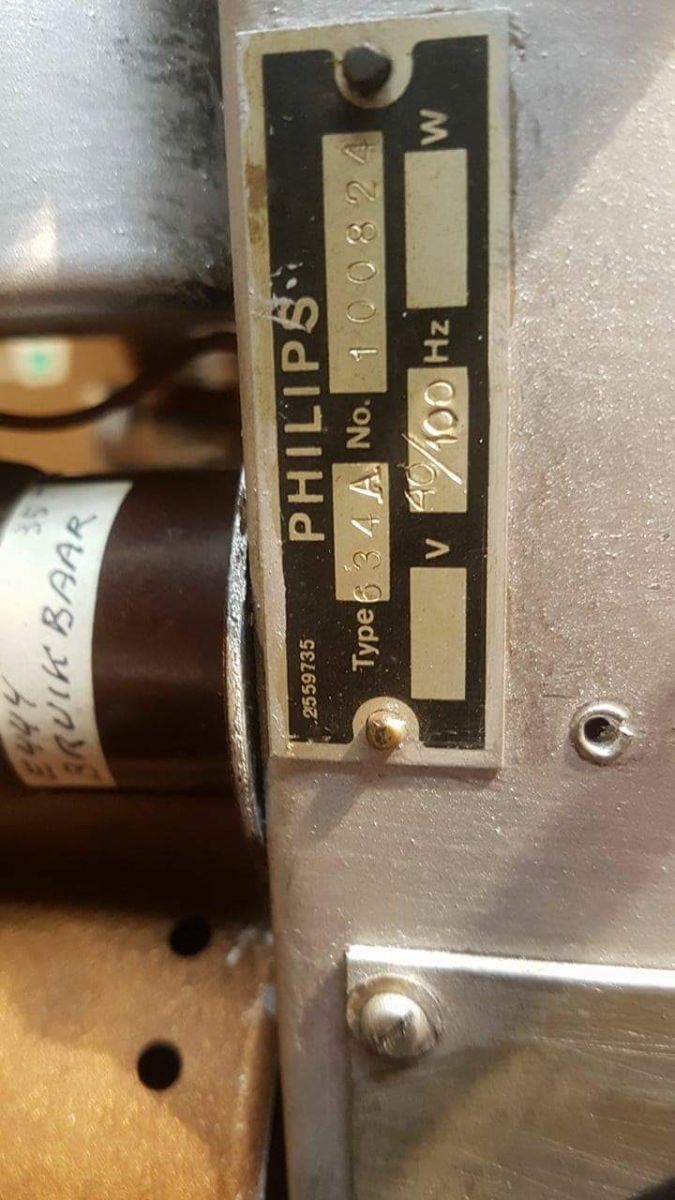 PHILIPS
Type 634A No. 100824
V 40/100 Hz W
2559735
E444
BRUIKBAAR